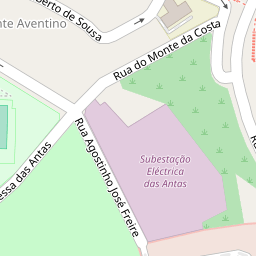 berto de Sousa
nte Aventino
Rua do Monte da Costa
Rua Agostinho José Freire
Subestação
Eléctrica
das Antas
essa das Antas